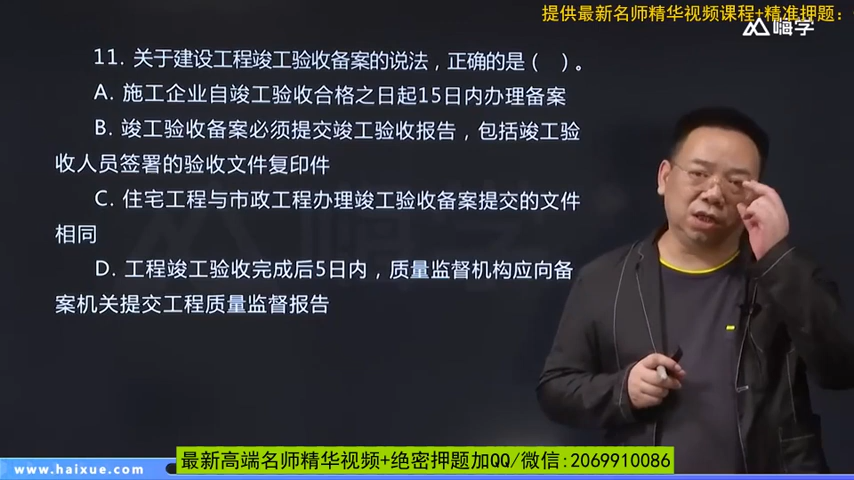 提供最新名师精华视频课程+精准押题:
嗨学
11. 关于建设工程竣工验收备案的说法，正确的是（ ）。
A. 施工企业自竣工验收合格之日起15日内办理备案
B. 竣工验收备案必须提交竣工验收报告，包括竣工验
收人员签署的验收文件复印件
C. 住宅工程与市政工程办理竣工验收备案提交的文件
相同
D. 工程竣工验收完成后5日内，质量监督机构应向备
案机关提交工程质量监督报告
www.haixue.com
最新高端名师精华视频+绝密押题加QQ/微信:2069910086